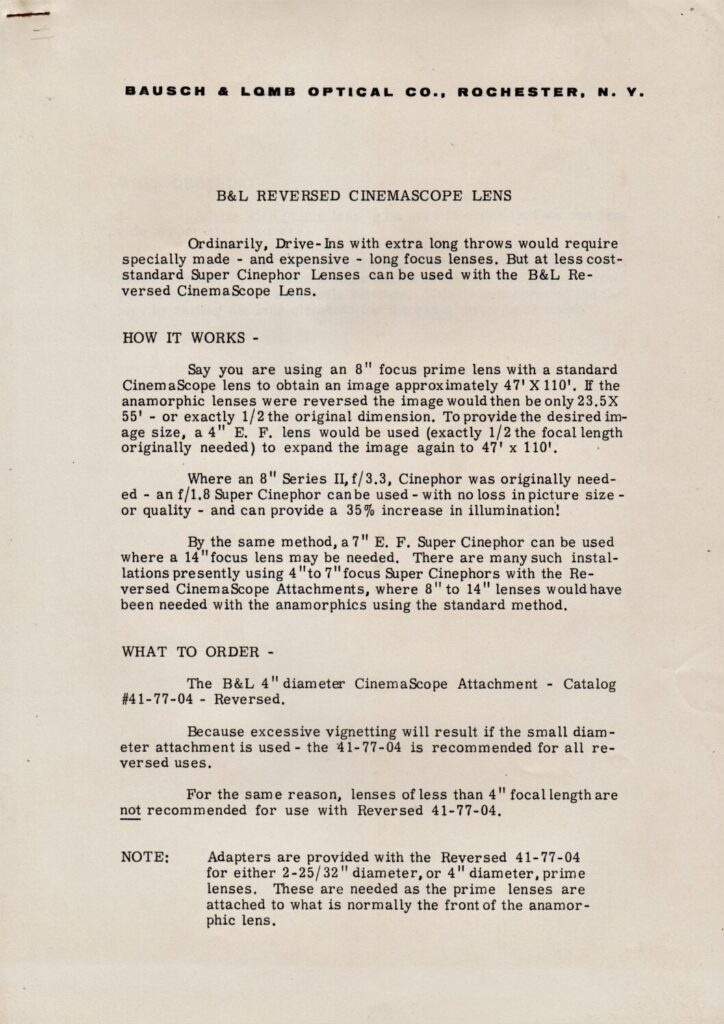 BAUSCH & LOMB OPTICAL CO., ROCHESTER, N. Y.
B&L REVERSED CINEMASCOPE LENS
Ordinarily, Drive-Ins with extra long throws would require
specially made - and expensive - long focus lenses. But at less cost-
standard Super Cinephor Lenses can be used with the B&L Re-
versed CinemaScope Lens.
HOW IT WORKS -
Say you are using an 8" focus prime lens with a standard
CinemaScope lens to obtain an image approximately 47' X 110'. If the
anamorphic lenses were reversed the image would then be only 23.5X
55' - or exactly 1/2 the original dimension. To provide the desired im-
age size, a 4" E. F. lens would be used (exactly 1/2 the focal length
originally needed) to expand the image again to 47' x 110'.
Where an 8" Series II, f/3.3, Cinephor was originally need-
ed - an f/1.8 Super Cinephor can be used - with no loss in picture size -
or quality - and can provide a 35% increase in illumination!
By the same method, a 7" E. F. Super Cinephor can be used
where a 14" focus lens may be needed. There are many such instal-
lations presently using 4" to 7" focus Super Cinephors with the Re-
versed CinemaScope Attachments, where 8" to 14" lenses would have
been needed with the anamorphics using the standard method.
WHAT TO ORDER -
The B&L 4" diameter CinemaScope Attachment - Catalog
#41-77-04 - Reversed.
Because excessive vignetting will result if the small diam-
eter attachment is used - the 41-77-04 is recommended for all re-
versed uses.
For the same reason, lenses of less than 4" focal length are
not recommended for use with Reversed 41-77-04.
NOTE: Adapters are provided with the Reversed 41-77-04
for either 2-25/32" diameter, or 4" diameter, prime
lenses. These are needed as the prime lenses are
attached to what is normally the front of the anamor-
phic lens.